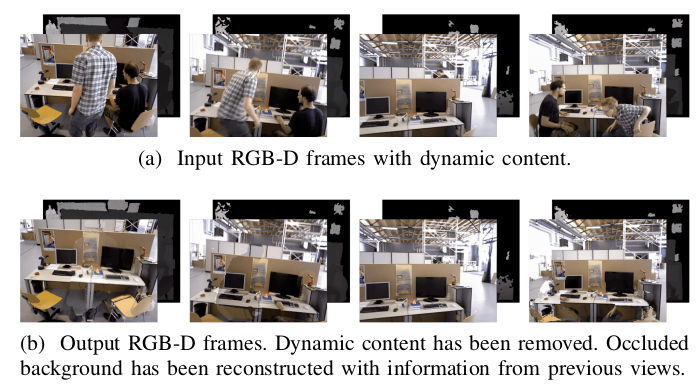 (a) Input RGB-D frames with dynamic content.
(b) Output RGB-D frames. Dynamic content has been removed. Occluded
background has been reconstructed with information from previous views.